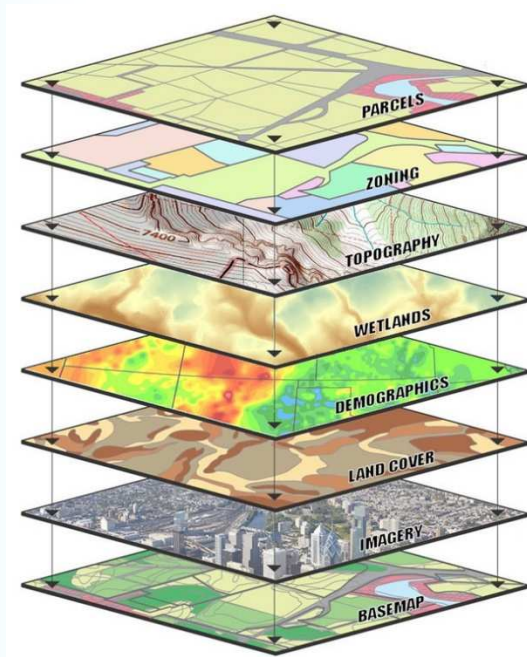 PARCELS
ZONING
7400
TOPOGRAPHY
WETLANDS
DEMOGRAPHICS
LAND COVER
IMAGERY
BASEMAP